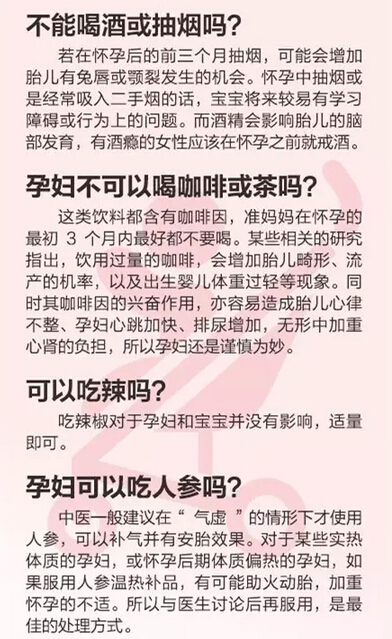 不能喝酒或抽烟吗?
若在怀孕后的前三个月抽烟，可能会增加
胎儿有兔唇或颚裂发生的机会。怀孕中抽烟或
是经常吸入二手烟的话，宝宝将来较易有学习
障碍或行为上的问题。而酒精会影响胎儿的脑
部发育，有酒瘾的女性应该在怀孕之前就戒酒。
孕妇不可以喝咖啡或茶吗?
这类饮料都含有咖啡因，准妈妈在怀孕的
最初 3 个月内最好都不要喝。某些相关的研究
指出，饮用过量的咖啡，会增加胎儿畸形、流
产的机率，以及出生婴儿体重过轻等现象。同
时其咖啡因的兴奋作用，亦容易造成胎儿心律
不整、孕妇心跳加快、排尿增加，无形中加重
心肾的负担，所以孕妇还是谨慎为妙。
可以吃辣吗?
吃辣椒对于孕妇和宝宝并没有影响，适量
即可。
孕妇可以吃人参吗?
中医一般建议在“ 气虚 ”的情形下才使用
人参，可以补气并有安胎效果。对于某些实热
体质的孕妇，或怀孕后期体质偏热的孕妇，如
果服用人参温热补品，有可能助火动胎，加重
怀孕的不适。所以与医生讨论后再服用，是最
佳的处理方式。